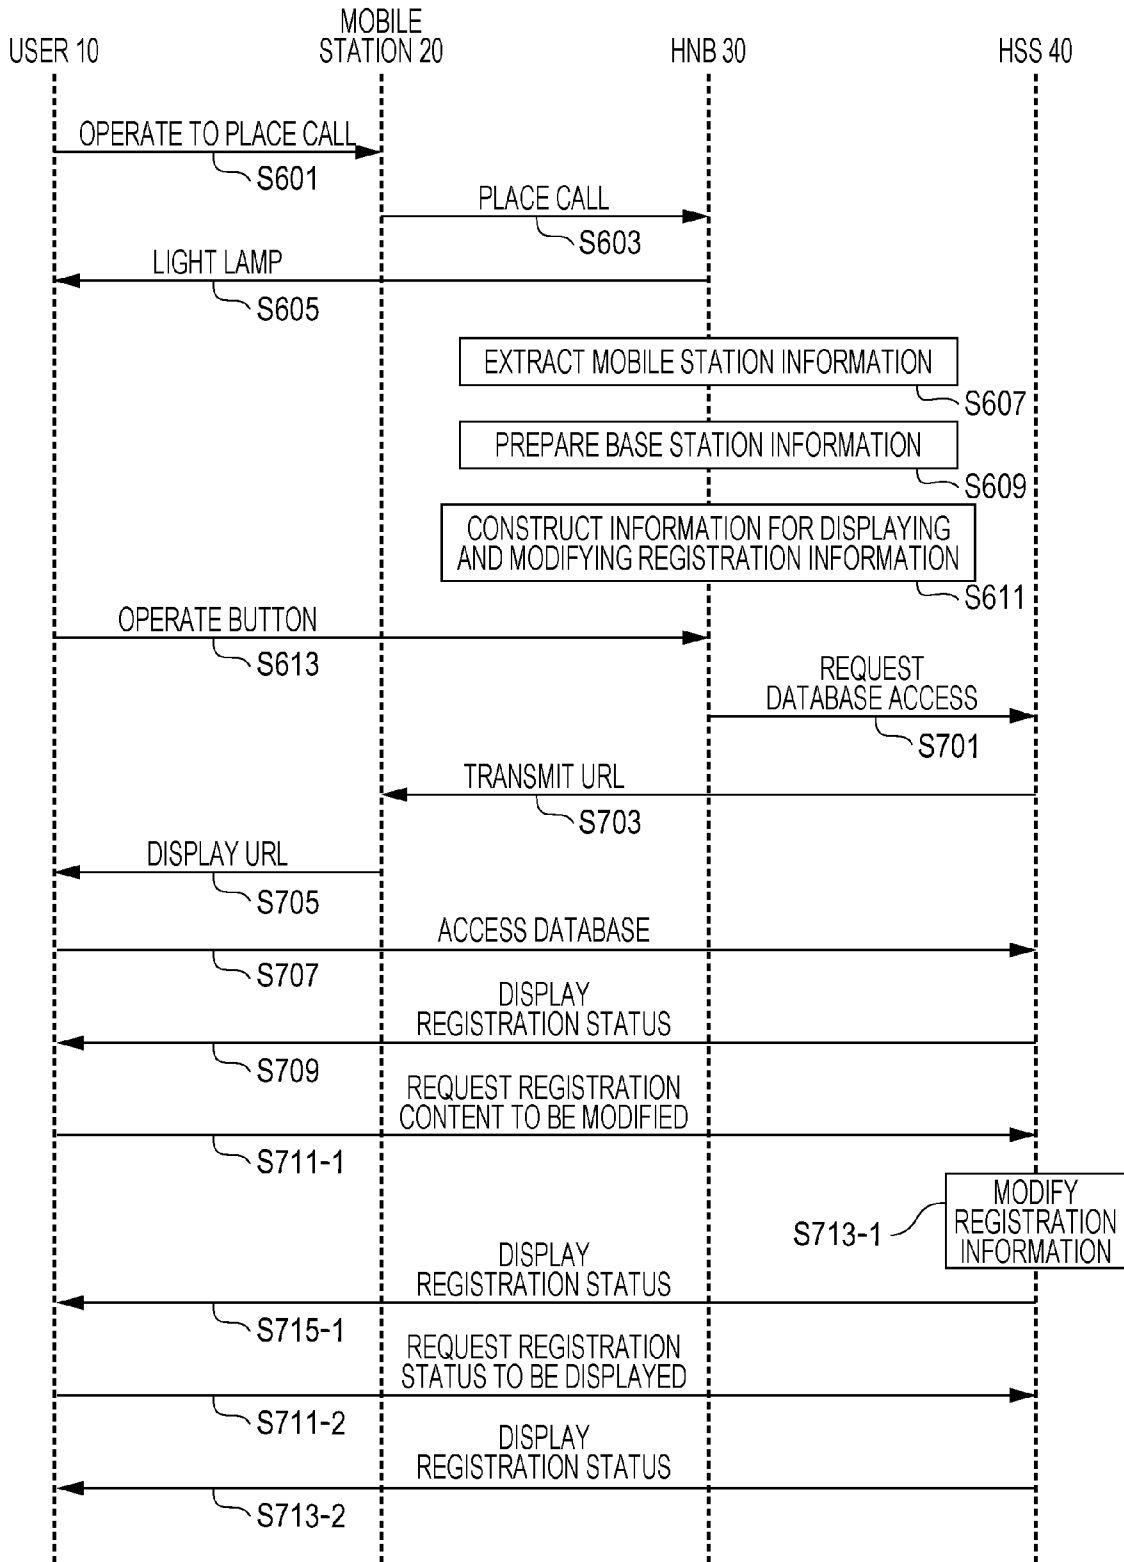 USER 10
MOBILE
STATION 20
HNB 30
HSS 40
OPERATE TO PLACE CALL
S601
PLACE CALL
S603
LIGHT LAMP
S605
EXTRACT MOBILE STATION INFORMATION
S607
PREPARE BASE STATION INFORMATION
S609
CONSTRUCT INFORMATION FOR DISPLAYING
AND MODIFYING REGISTRATION INFORMATION
S611
OPERATE BUTTON
S613
REQUEST
DATABASE ACCESS
S701
TRANSMIT URL
S703
DISPLAY URL
S705
ACCESS DATABASE
S707
DISPLAY
REGISTRATION STATUS
S709
REQUEST REGISTRATION
CONTENT TO BE MODIFIED
S711-1
MODIFY
REGISTRATION
INFORMATION
S713-1
DISPLAY
REGISTRATION STATUS
S715-1
REQUEST REGISTRATION
STATUS TO BE DISPLAYED
S711-2
DISPLAY
REGISTRATION STATUS
S713-2